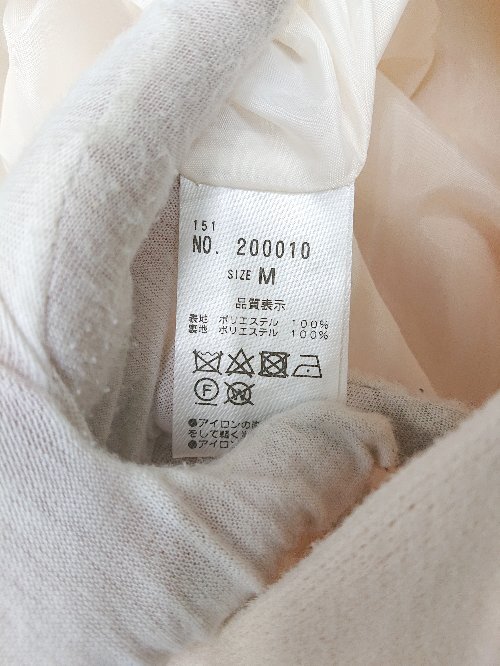 151
NO. 200010
SIZE M
品質表示
表地 ポリエステル 100%
裏地 ポリエステル 100%
F W
●アイロンの
をして軽く
●アイロン